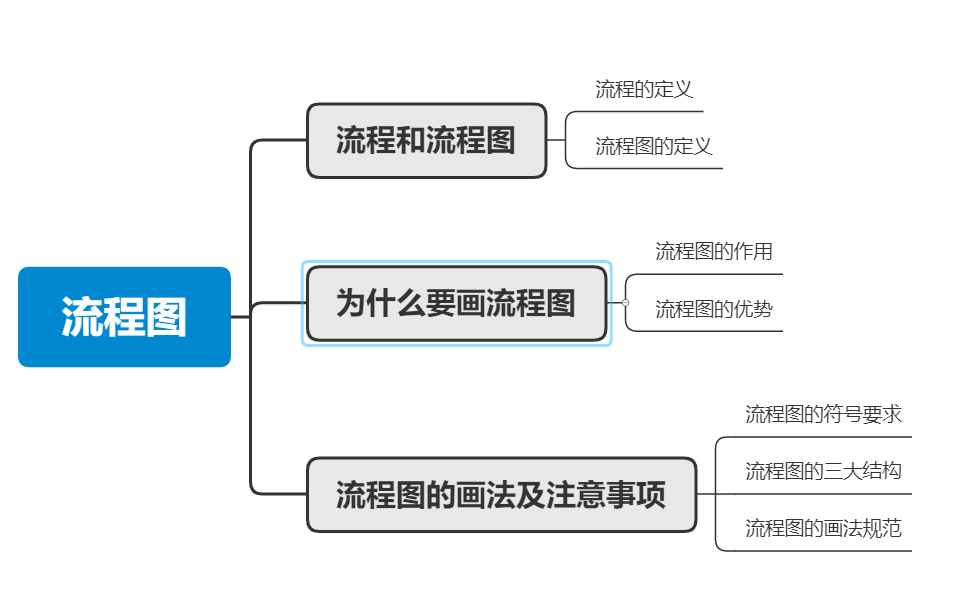 流程图
流程和流程图
流程的定义
流程图的定义
为什么要画流程图
流程图的作用
流程图的优势
流程图的画法及注意事项
流程图的符号要求
流程图的三大结构
流程图的画法规范